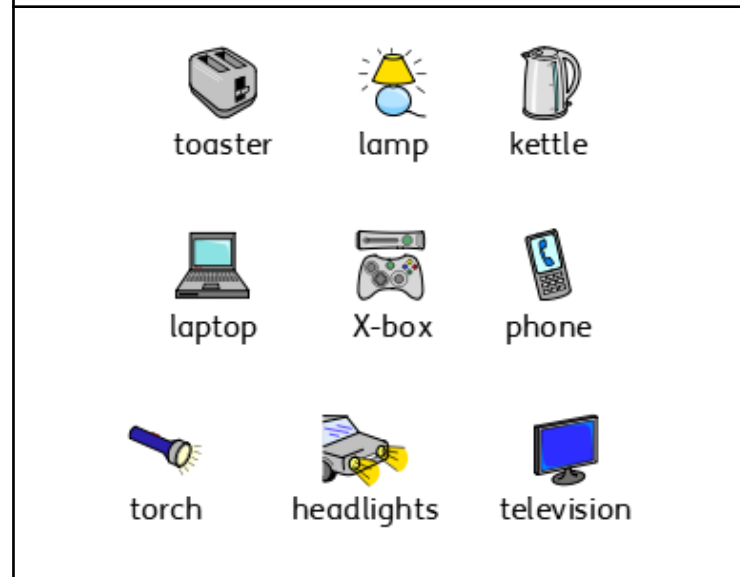 toaster lamp kettle
laptop X-box phone
torch headlights television